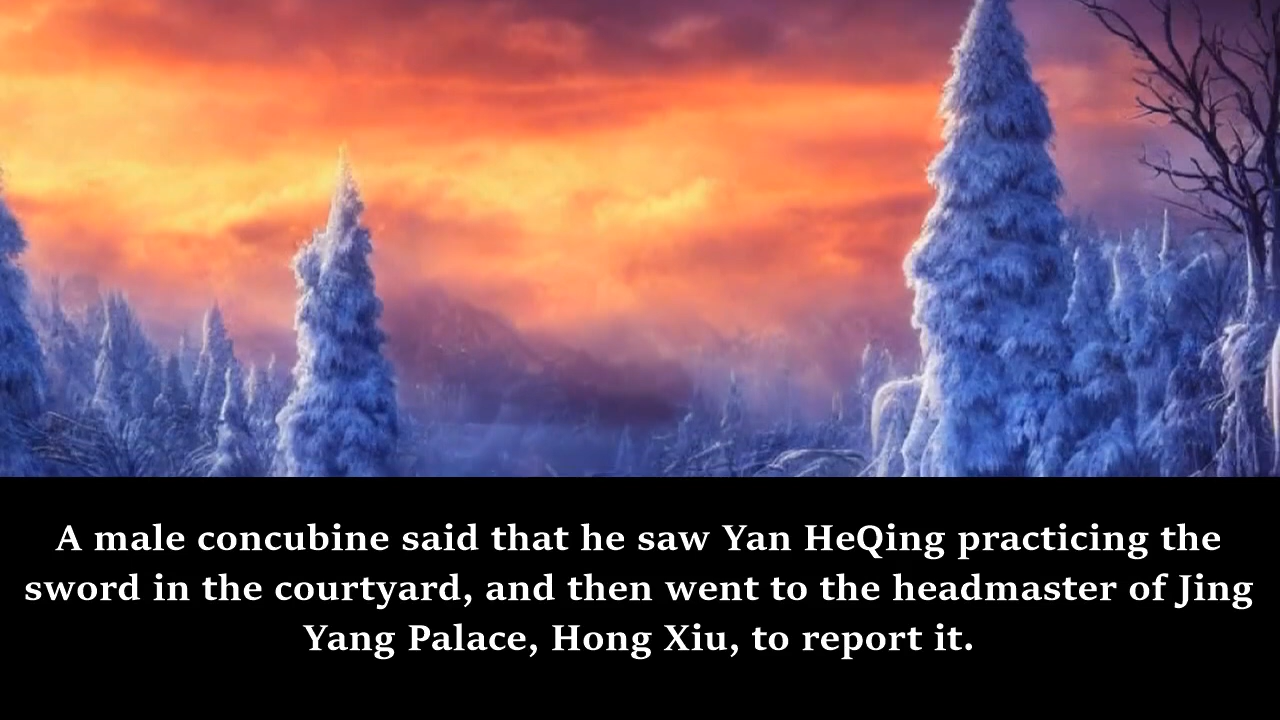 A male concubine said that he saw Yan HeQing practicing the
sword in the courtyard, and then went to the headmaster of Jing
Yang Palace, Hong Xiu, to report it.